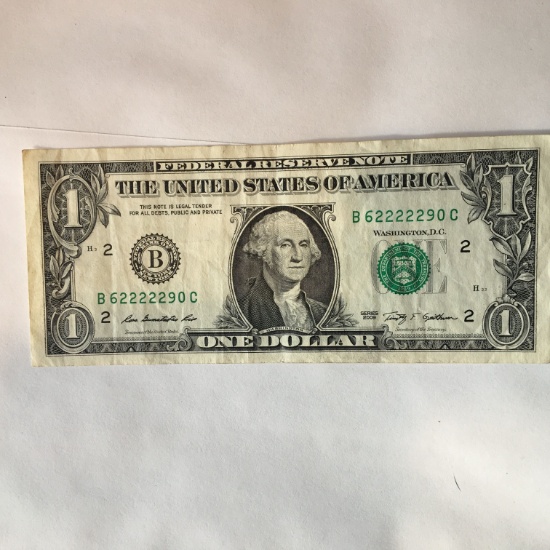 FEDERAL RESERVE NOTE
THE UNITED STATES OF AMERICA
1
1
THIS NOTE IS LEGAL TENDER
FOR ALL DEBTS, PUBLIC AND PRIVATE
B 62222290 C
WASHINGTON, D.C.
2
2
B
ONE
B 62222290 C
2
2
SERIES
2009
1
1
ONE DOLLAR